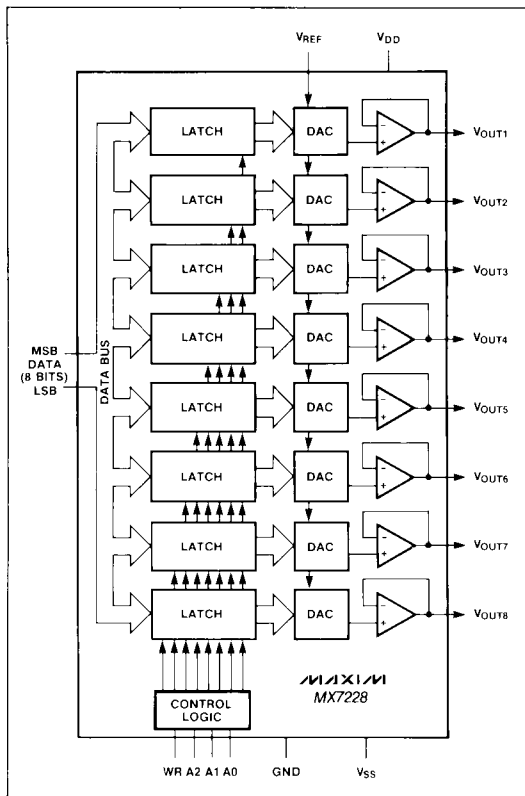 VREF
VDD
LATCH
DAC
-
+
VOUT1
LATCH
DAC
-
+
VOUT2
LATCH
DAC
-
+
VOUT3
LATCH
DAC
-
+
VOUT4
MSB
DATA
(8 BITS)
LSB
DATA BUS
LATCH
DAC
-
+
VOUT5
LATCH
DAC
-
+
VOUT6
LATCH
DAC
-
+
VOUT7
LATCH
DAC
-
+
VOUT8
MAXIM
MX7228
CONTROL
LOGIC
WR A2 A1 A0
GND
VSS